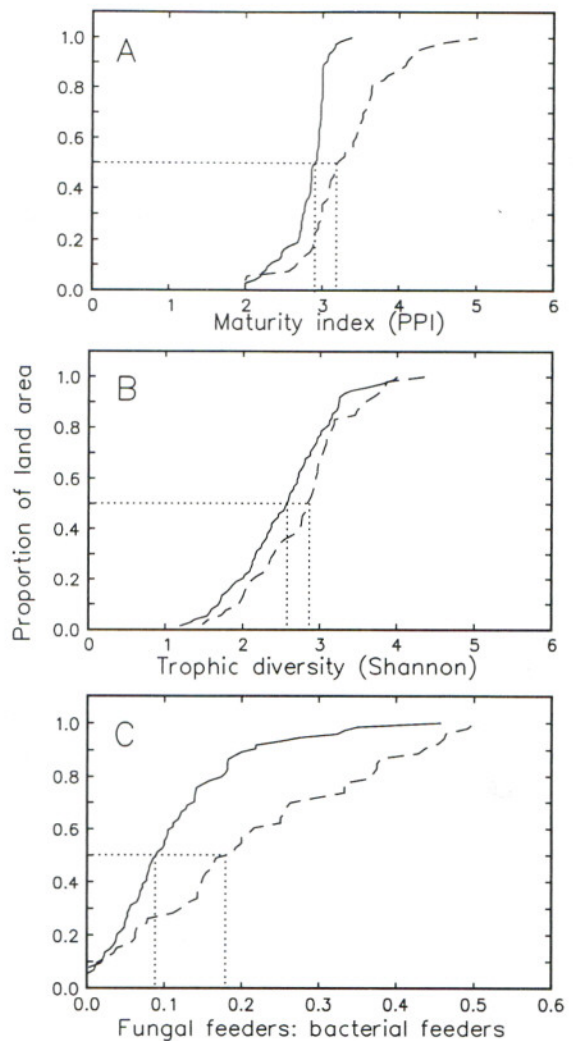 A
1.0
0.8
0.6
0.4
0.2
0.0
0 1 2 3 4 5 6
Maturity index (PPI)
Proportion of land area
B
1.0
0.8
0.6
0.4
0.2
0.0
0 1 2 3 4 5 6
Trophic diversity (Shannon)
C
1.0
0.8
0.6
0.4
0.2
0.0
0.0 0.1 0.2 0.3 0.4 0.5 0.6
Fungal feeders: bacterial feeders